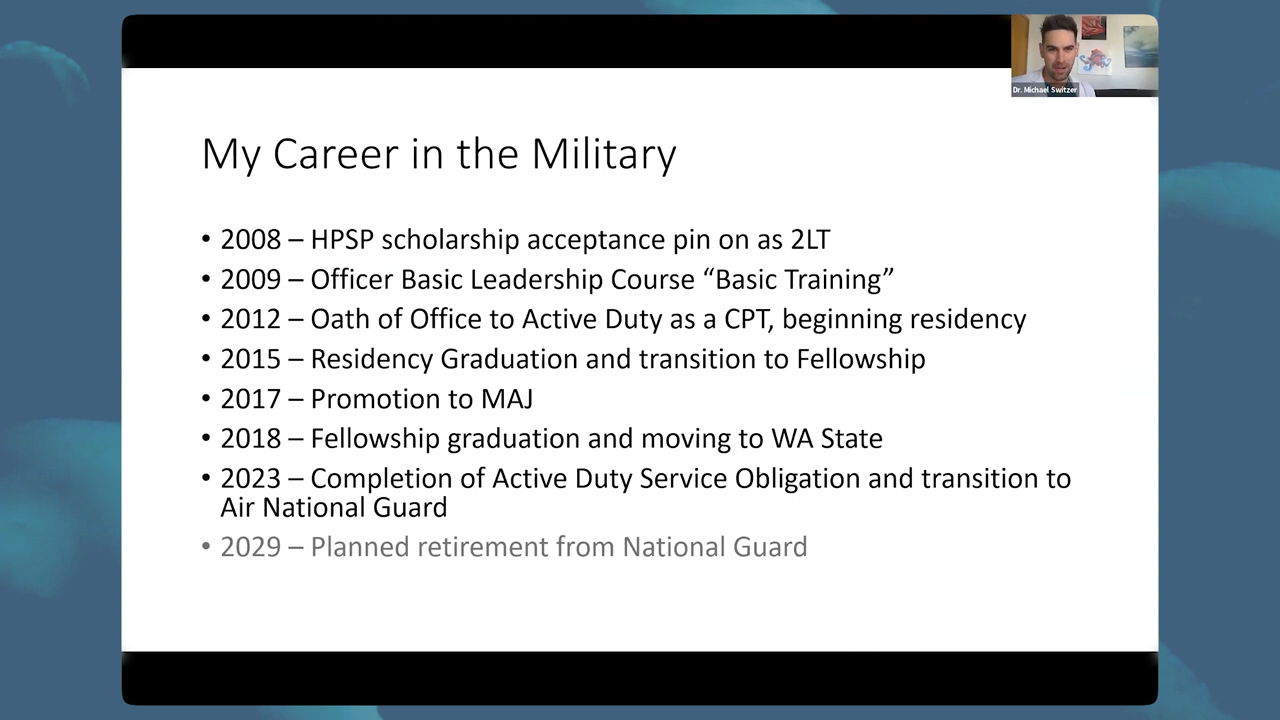 Dr. Michael Switzer
My Career in the Military
• 2008 – HPSP scholarship acceptance pin on as 2LT
• 2009 – Officer Basic Leadership Course “Basic Training”
• 2012 – Oath of Office to Active Duty as a CPT, beginning residency
• 2015 – Residency Graduation and transition to Fellowship
• 2017 – Promotion to MAJ
• 2018 – Fellowship graduation and moving to WA State
• 2023 – Completion of Active Duty Service Obligation and transition to
Air National Guard
• 2029 – Planned retirement from National Guard